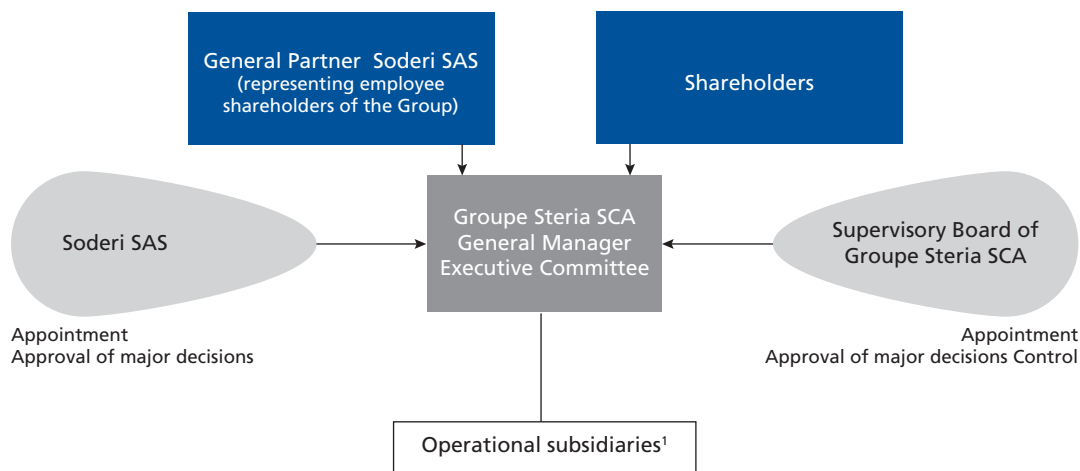 General Partner  Soderi SAS
(representing employee
shareholders of the Group)
Shareholders
Groupe Steria SCA
General Manager
Executive Committee
Soderi SAS
Supervisory Board of
Groupe Steria SCA
Appointment
Approval of major decisions
Appointment
Approval of major decisions Control
Operational subsidiaries¹